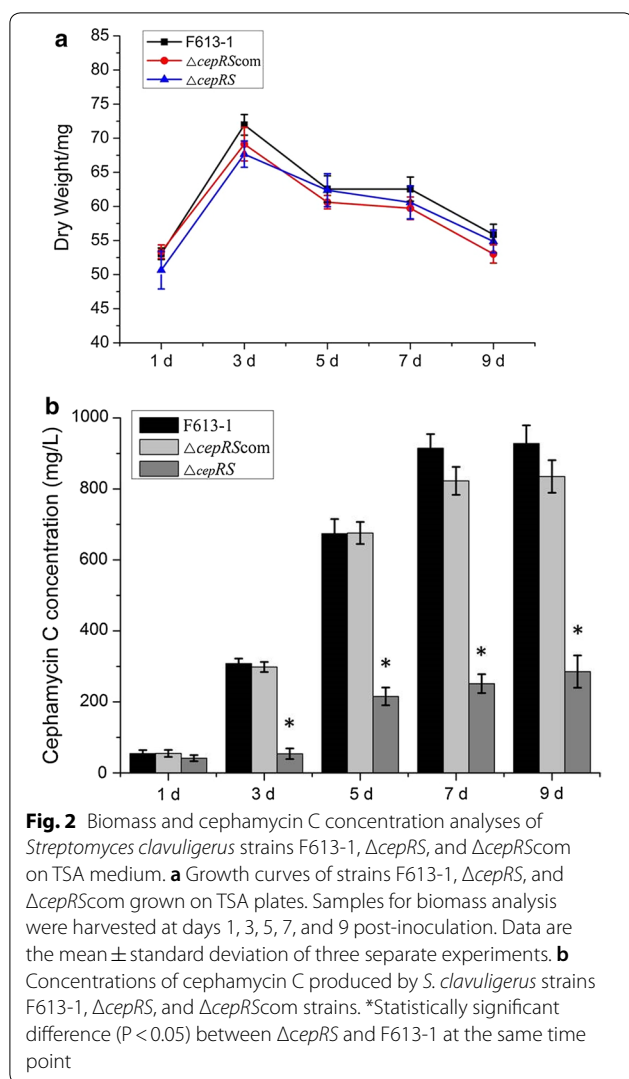 a
F613-1
△cepRScom
△cepRS
Dry Weight/mg
85
80
75
70
65
60
55
50
45
40
1 d 3 d 5 d 7 d 9 d
b
F613-1
△cepRScom
△cepRS
Cephamycin C concentration (mg/L)
1000
800
600
400
200
0
* * * *
1 d 3 d 5 d 7 d 9 d
Fig. 2 Biomass and cephamycin C concentration analyses of
Streptomyces clavuligerus strains F613-1, ΔcepRS, and ΔcepRScom
on TSA medium. a Growth curves of strains F613-1, ΔcepRS, and
ΔcepRScom grown on TSA plates. Samples for biomass analysis
were harvested at days 1, 3, 5, 7, and 9 post-inoculation. Data are
the mean ± standard deviation of three separate experiments. b
Concentrations of cephamycin C produced by S. clavuligerus strains
F613-1, ΔcepRS, and ΔcepRScom strains. *Statistically significant
difference (P < 0.05) between ΔcepRS and F613-1 at the same time
point